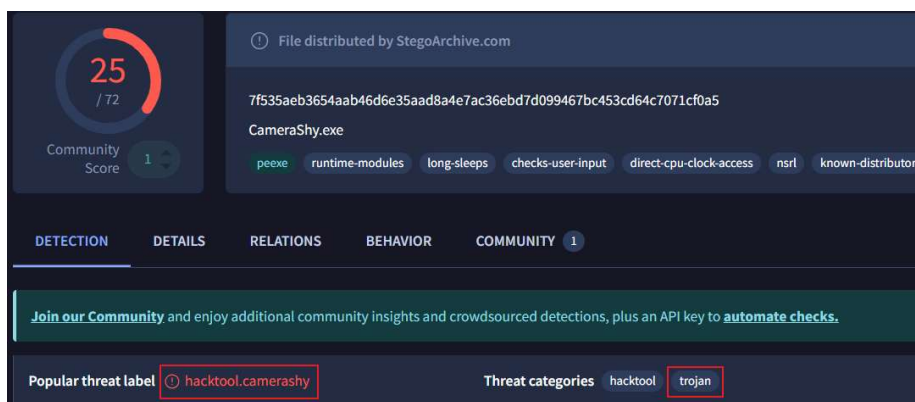 25
/ 72
Community
Score
1
File distributed by StegoArchive.com
7f535aeb3654aab46d6e35aad8a4e7ac36ebd7d099467bc453cd64c7071cf0a5
CameraShy.exe
peexe runtime-modules long-sleeps checks-user-input direct-cpu-clock-access nsrl known-distributor
DETECTION DETAILS RELATIONS BEHAVIOR COMMUNITY 1
Join our Community and enjoy additional community insights and crowdsourced detections, plus an API key to automate checks.
Popular threat label hacktool.camerashy Threat categories hacktool trojan